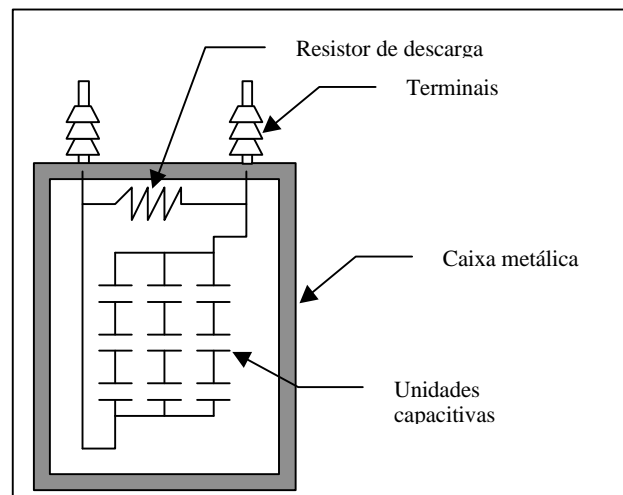 Resistor de descarga
Terminais
Caixa metálica
Unidades
capacitivas